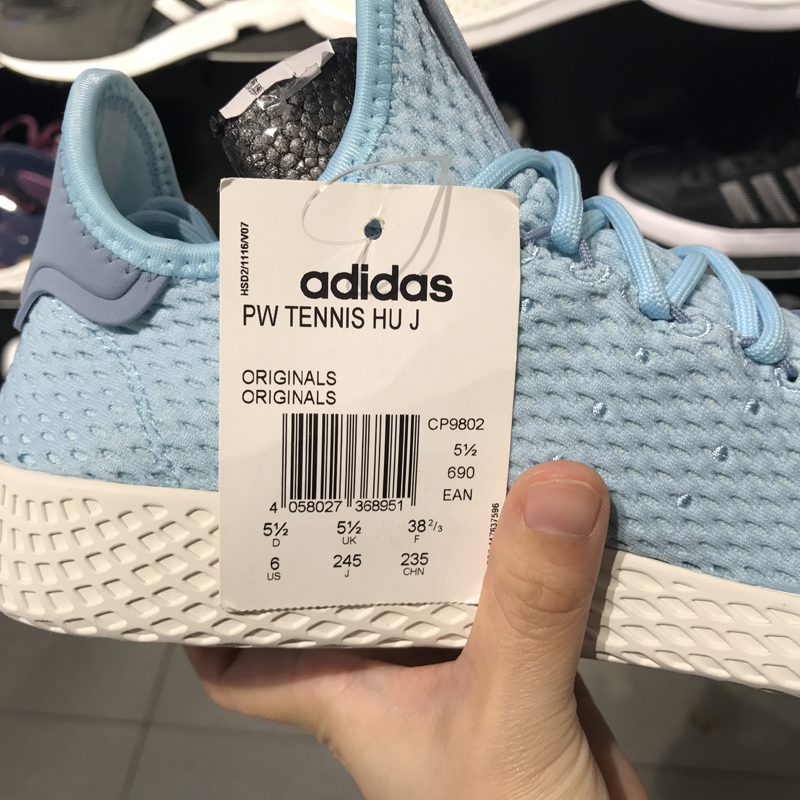 HSD2/1116/V07
adidas
PW TENNIS HU J
ORIGINALS
ORIGINALS
CP9802
5½
690
EAN
4 058027 368951
5½ 5½ 38 2/3
D UK F
6 245 235
US J CHN